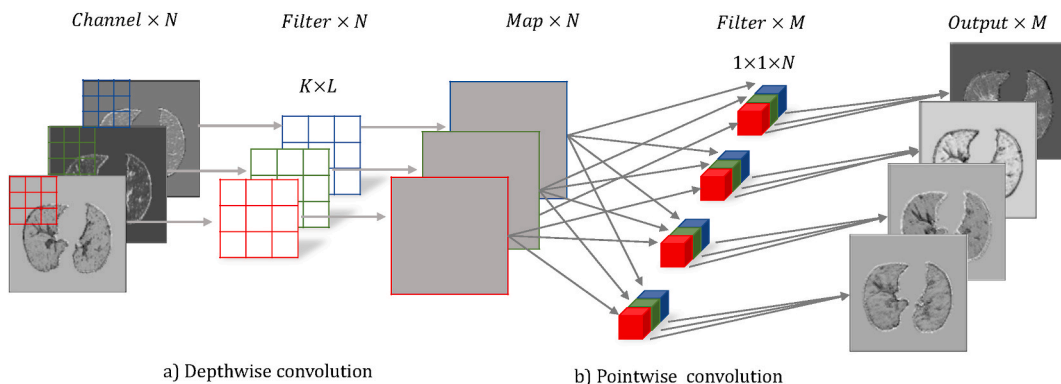 Channel × N
Filter × N
Map × N
Filter × M
Output × M
K×L
1×1×N
a) Depthwise convolution
b) Pointwise convolution